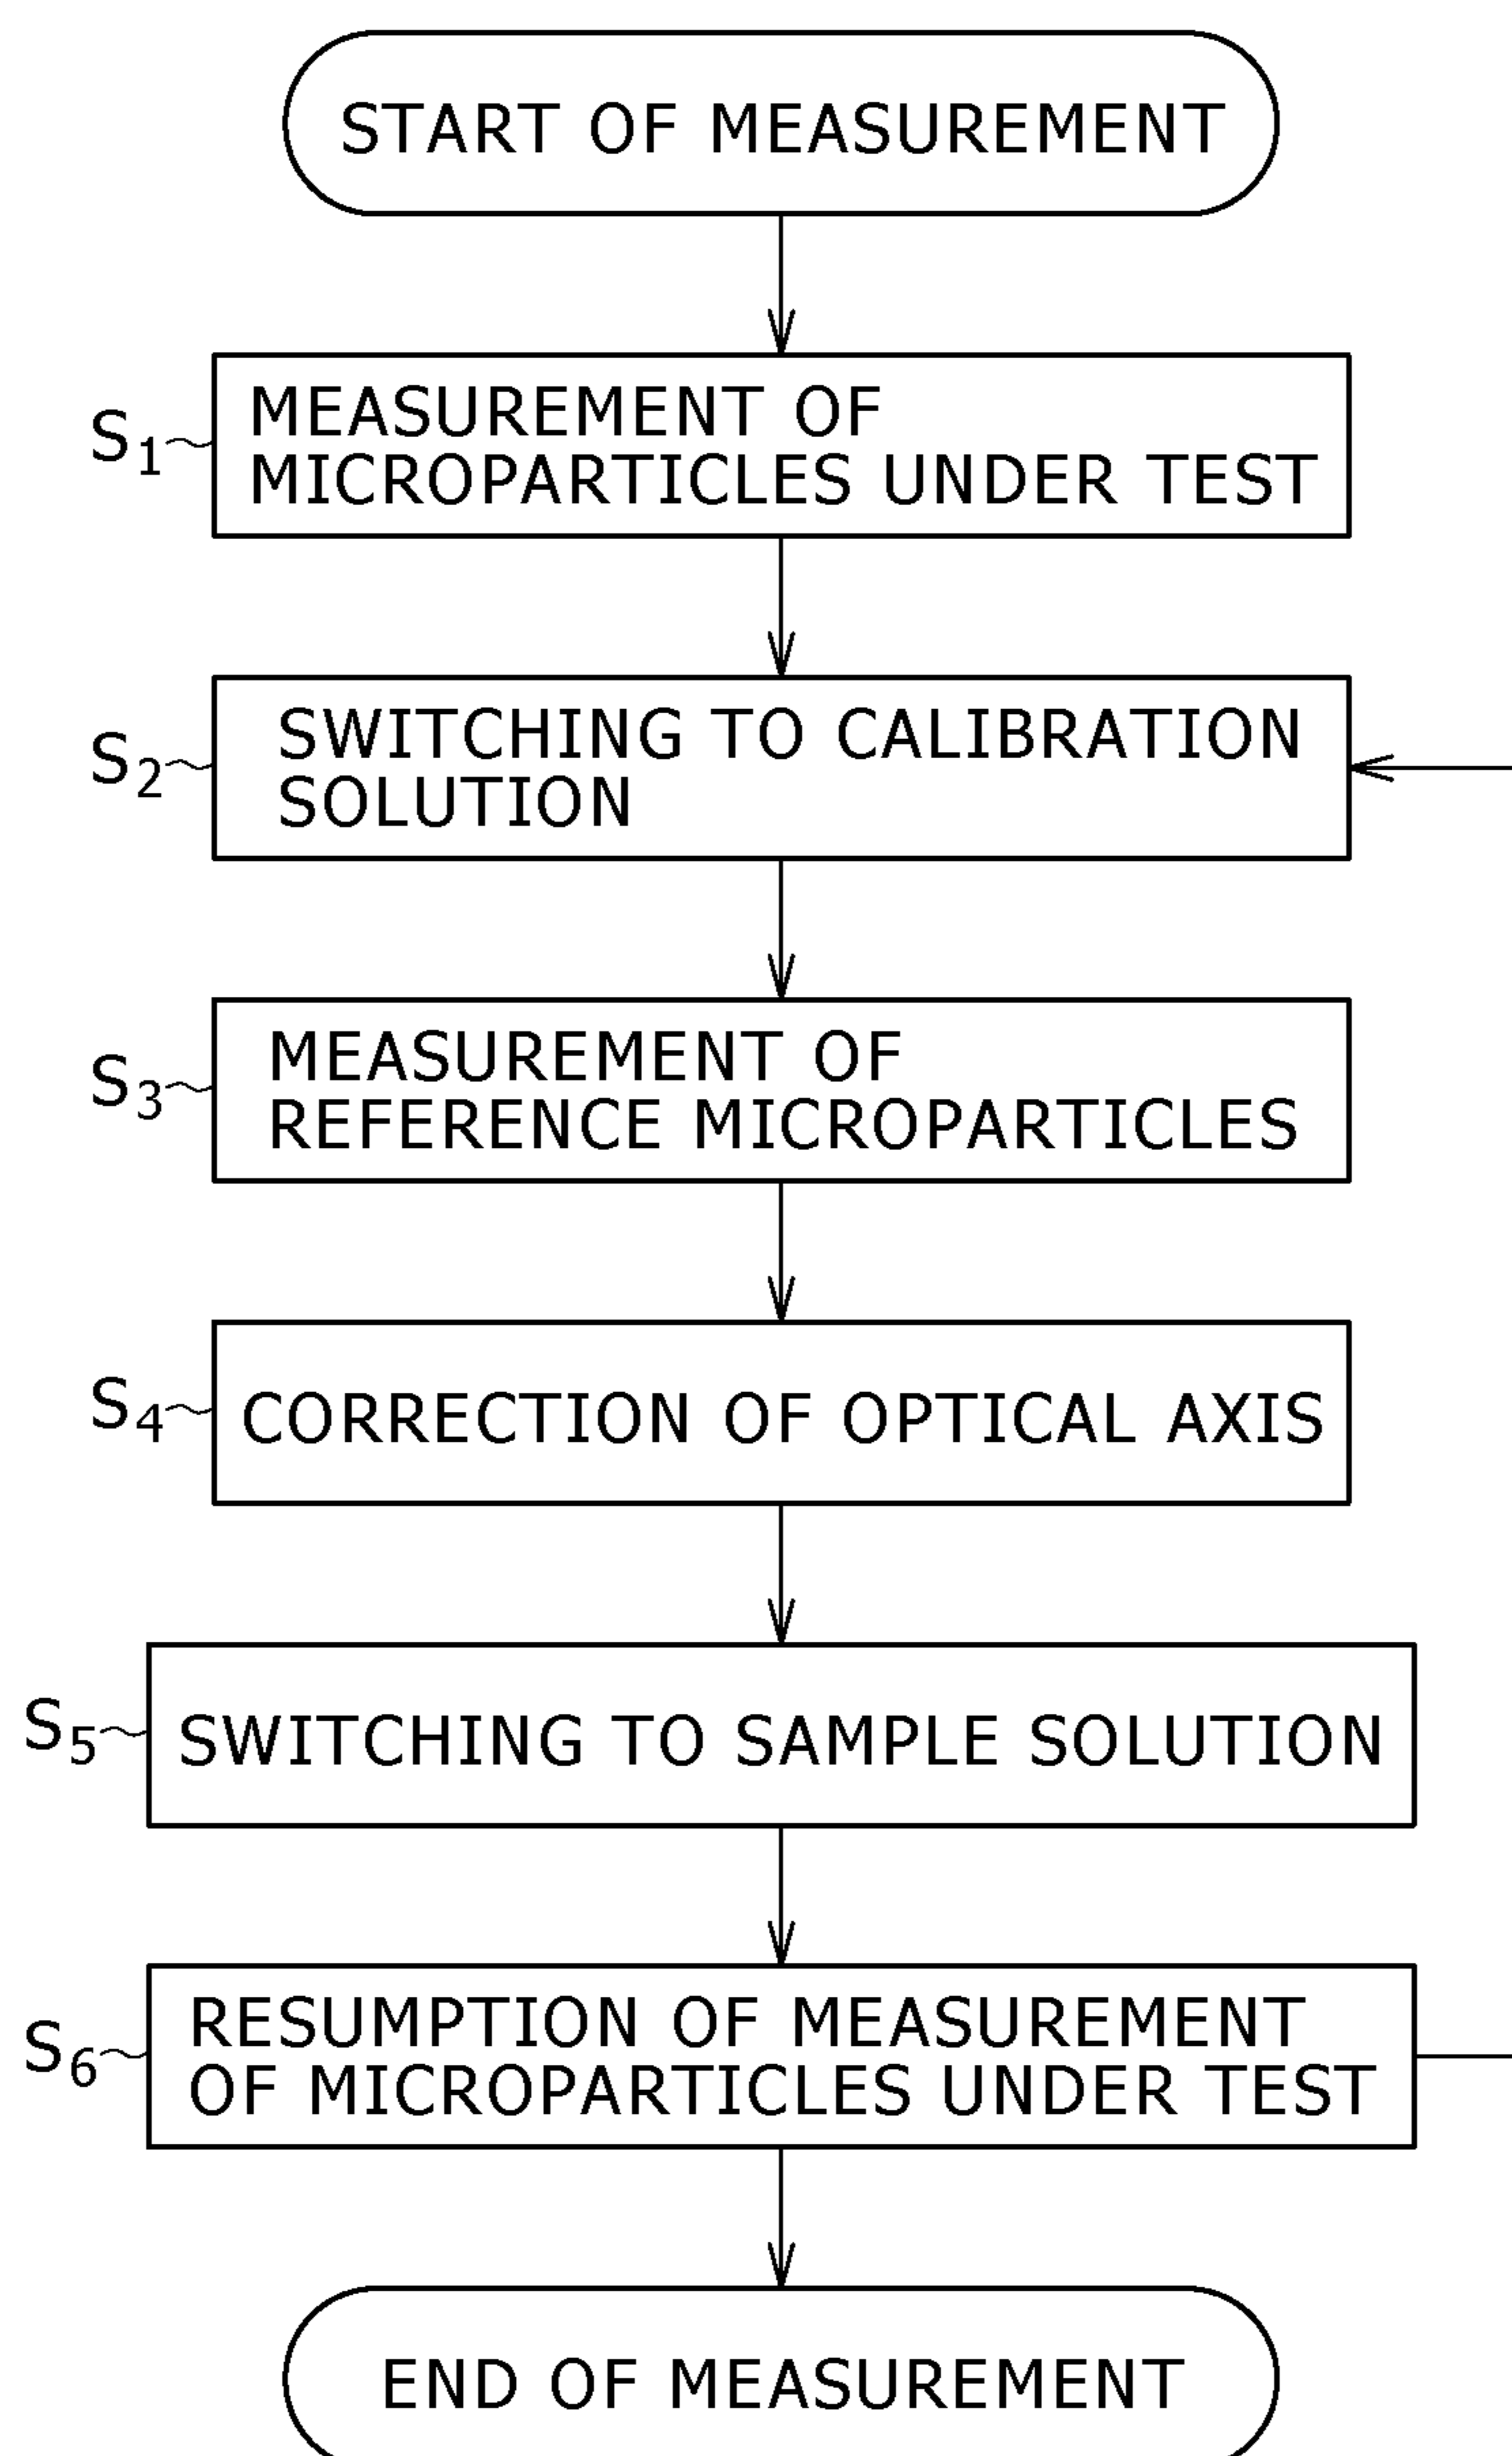 START OF MEASUREMENT
S1
MEASUREMENT OF
MICROPARTICLES UNDER TEST
S2
SWITCHING TO CALIBRATION
SOLUTION
S3
MEASUREMENT OF
REFERENCE MICROPARTICLES
S4
CORRECTION OF OPTICAL AXIS
S5
SWITCHING TO SAMPLE SOLUTION
S6
RESUMPTION OF MEASUREMENT
OF MICROPARTICLES UNDER TEST
END OF MEASUREMENT